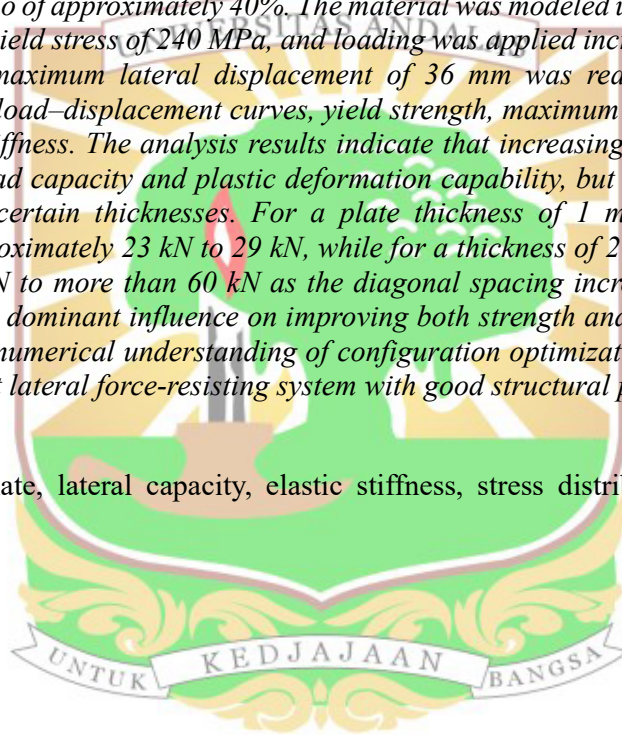 o of approximately 40%. The material was modeled u
UNIVERSITAS ANDALAS
ield stress of 240 MPa, and loading was applied incr
maximum lateral displacement of 36 mm was reac
load–displacement curves, yield strength, maximum
ffness. The analysis results indicate that increasing
ad capacity and plastic deformation capability, but
certain thicknesses. For a plate thickness of 1 m
oximately 23 kN to 29 kN, while for a thickness of 2
N to more than 60 kN as the diagonal spacing incre
dominant influence on improving both strength and
numerical understanding of configuration optimizat
t lateral force-resisting system with good structural p
ate, lateral capacity, elastic stiffness, stress distrib
UNTUK KEDJAJAAN BANGSA